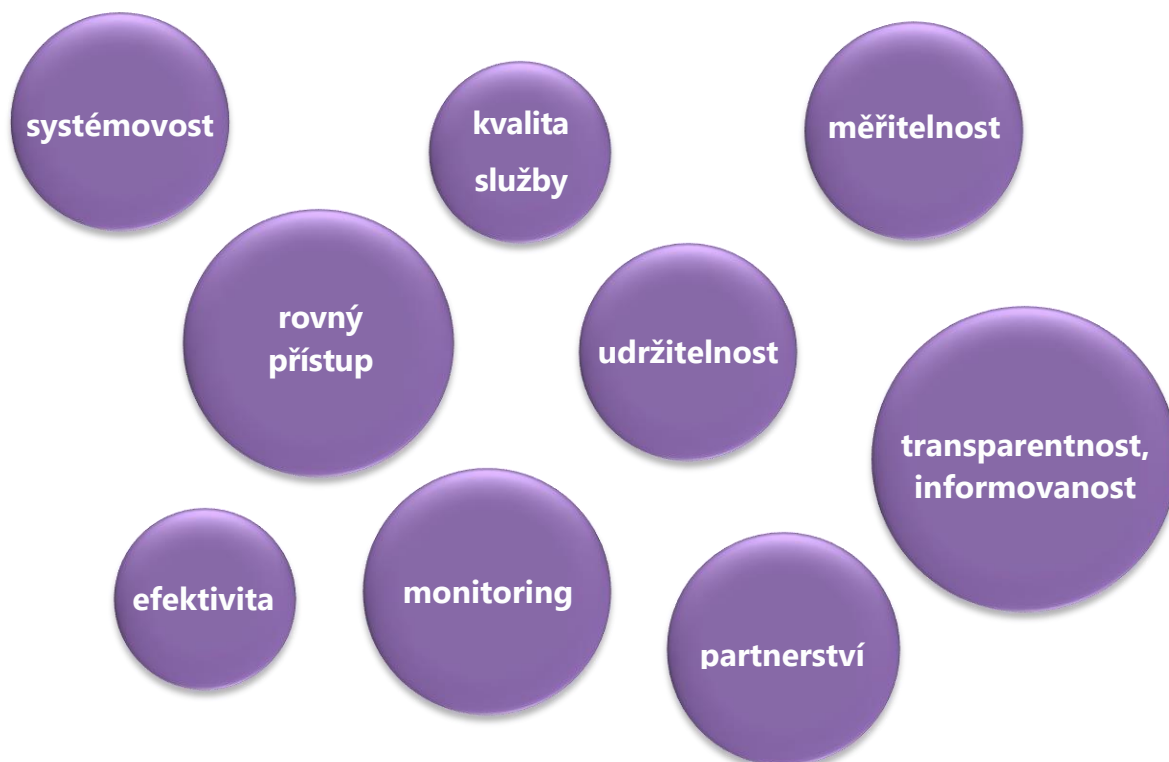 systémovost
kvalita
služby
měřitelnost
rovný
přístup
udržitelnost
transparentnost,
informovanost
efektivita
monitoring
partnerství